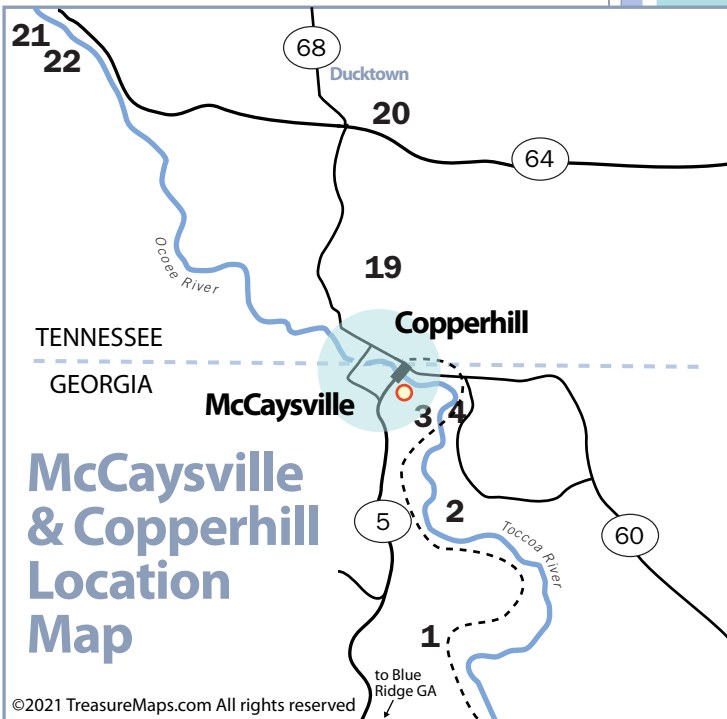 21
22
68
Ducktown
20
64
Ocoee River
19
Copperhill
TENNESSEE
GEORGIA
McCaysville
3
4
McCaysville
& Copperhill
Location
Map
5
2
Toccoa River
60
1
to Blue
Ridge GA
©2021 TreasureMaps.com All rights reserved